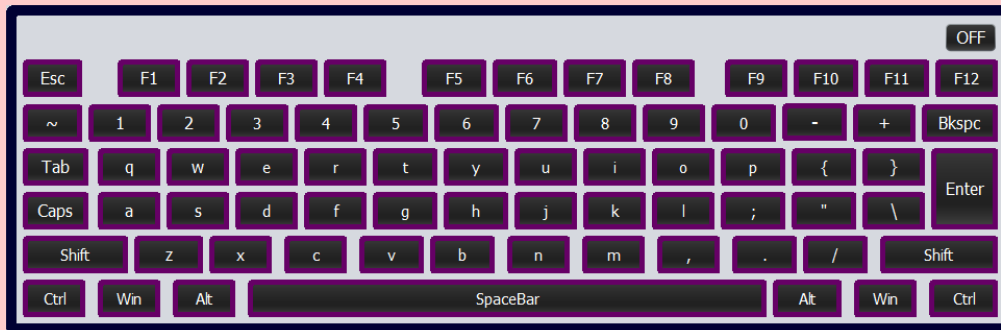 OFF
Esc F1 F2 F3 F4 F5 F6 F7 F8 F9 F10 F11 F12
~ 1 2 3 4 5 6 7 8 9 0 - + Bkspc
Tab q w e r t y u i o p { } Enter
Caps a s d f g h j k l ; " \
Shift z x c v b n m , . / Shift
Ctrl Win Alt SpaceBar Alt Win Ctrl